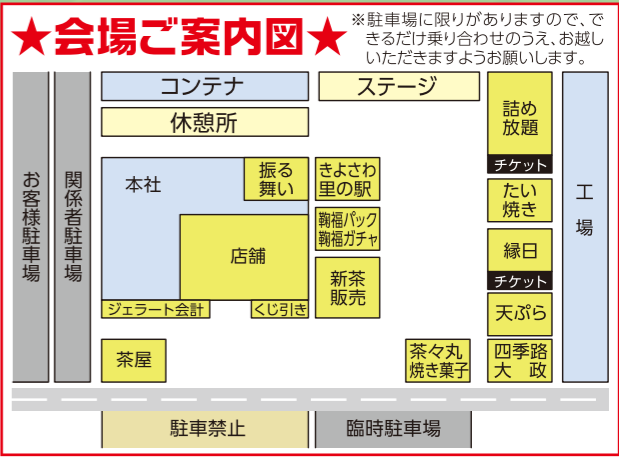 ★会場ご案内図★
※駐車場に限りがありますので、で
きるだけ乗り合わせのうえ、お越し
いただきますようお願いします。
コンテナ
ステージ
休憩所
詰め
放題
チケット
お客様駐車場
関係者駐車場
本社
振る
舞い
きよさわ
里の駅
たい
焼き
工場
鞠福パック
鞠福ガチャ
店舗
縁日
チケット
新茶
販売
ジェラート会計
くじ引き
天ぷら
茶屋
茶々丸
焼き菓子
四季路
大 政
駐車禁止
臨時駐車場